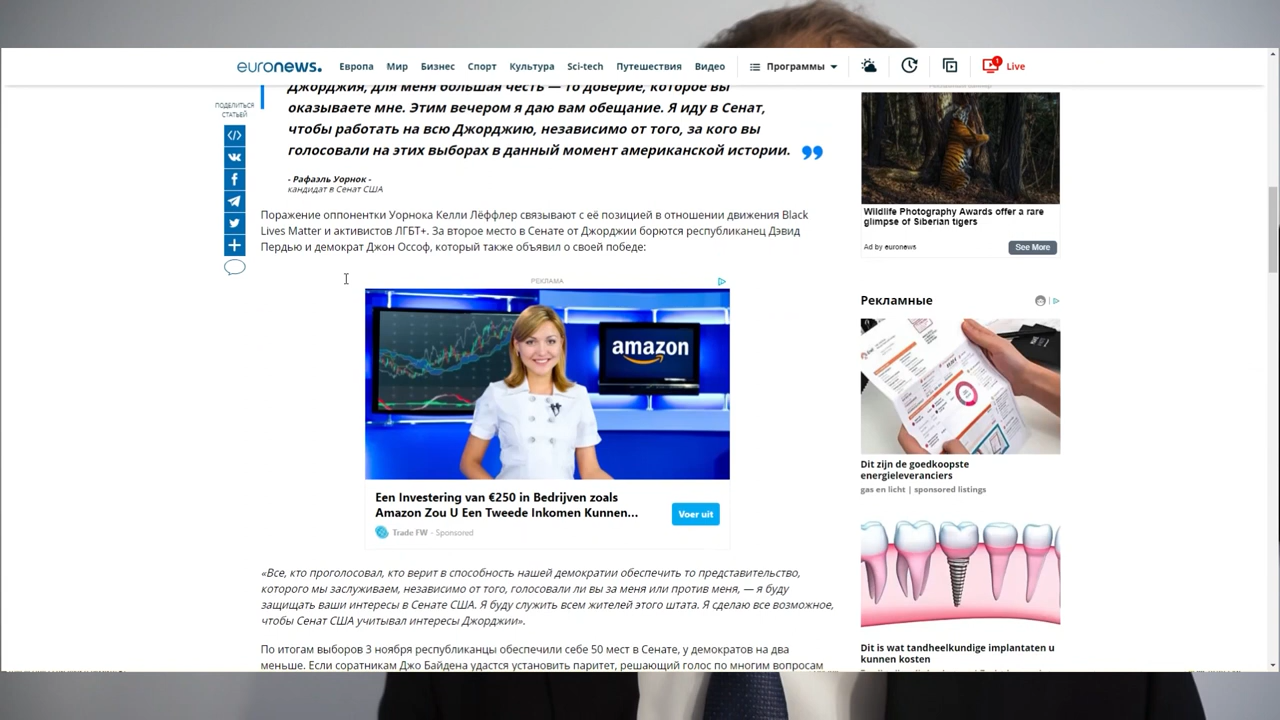 euronews.
Европа Мир Бизнес Спорт Культура Sci-tech Путешествия Видео Программы 1 Live
ПОДЕЛИТЬСЯ
СТАТЬЕЙ
Джорджия, для меня большая честь — то доверие, которое вы
оказываете мне. Этим вечером я даю вам обещание. Я иду в Сенат,
чтобы работать на всю Джорджию, независимо от того, за кого вы
голосовали на этих выборах в данный момент американской истории.
- Рафаэль Уорнок -
кандидат в Сенат США
Поражение оппонентки Уорнока Келли Лёффлер связывают с её позицией в отношении движения Black
Lives Matter и активистов ЛГБТ+. За второе место в Сенате от Джорджии борются республиканец Дэвид
Пердью и демократ Джон Оссоф, который также объявил о своей победе:
РЕКЛАМА
amazon
Een Investering van €250 in Bedrijven zoals
Amazon Zou U Een Tweede Inkomen Kunnen...
Voer uit
Trade FW - Sponsored
«Все, кто проголосовал, кто верит в способность нашей демократии обеспечить то представительство,
которого мы заслуживаем, независимо от того, голосовали ли вы за меня или против меня, — я буду
защищать ваши интересы в Сенате США. Я буду служить всем жителей этого штата. Я сделаю все возможное,
чтобы Сенат США учитывал интересы Джорджии».
По итогам выборов 3 ноября республиканцы обеспечили себе 50 мест в Сенате, у демократов на два
меньше. Если соратникам Джо Байдена удастся установить паритет, решающий голос по многим вопросам
Wildlife Photography Awards offer a rare
glimpse of Siberian tigers
Ad by euronews
See More
Рекламные
Dit zijn de goedkoopste
energieleveranciers
gas en licht | sponsored listings
Dit is wat tandheelkundige implantaten u
kunnen kosten